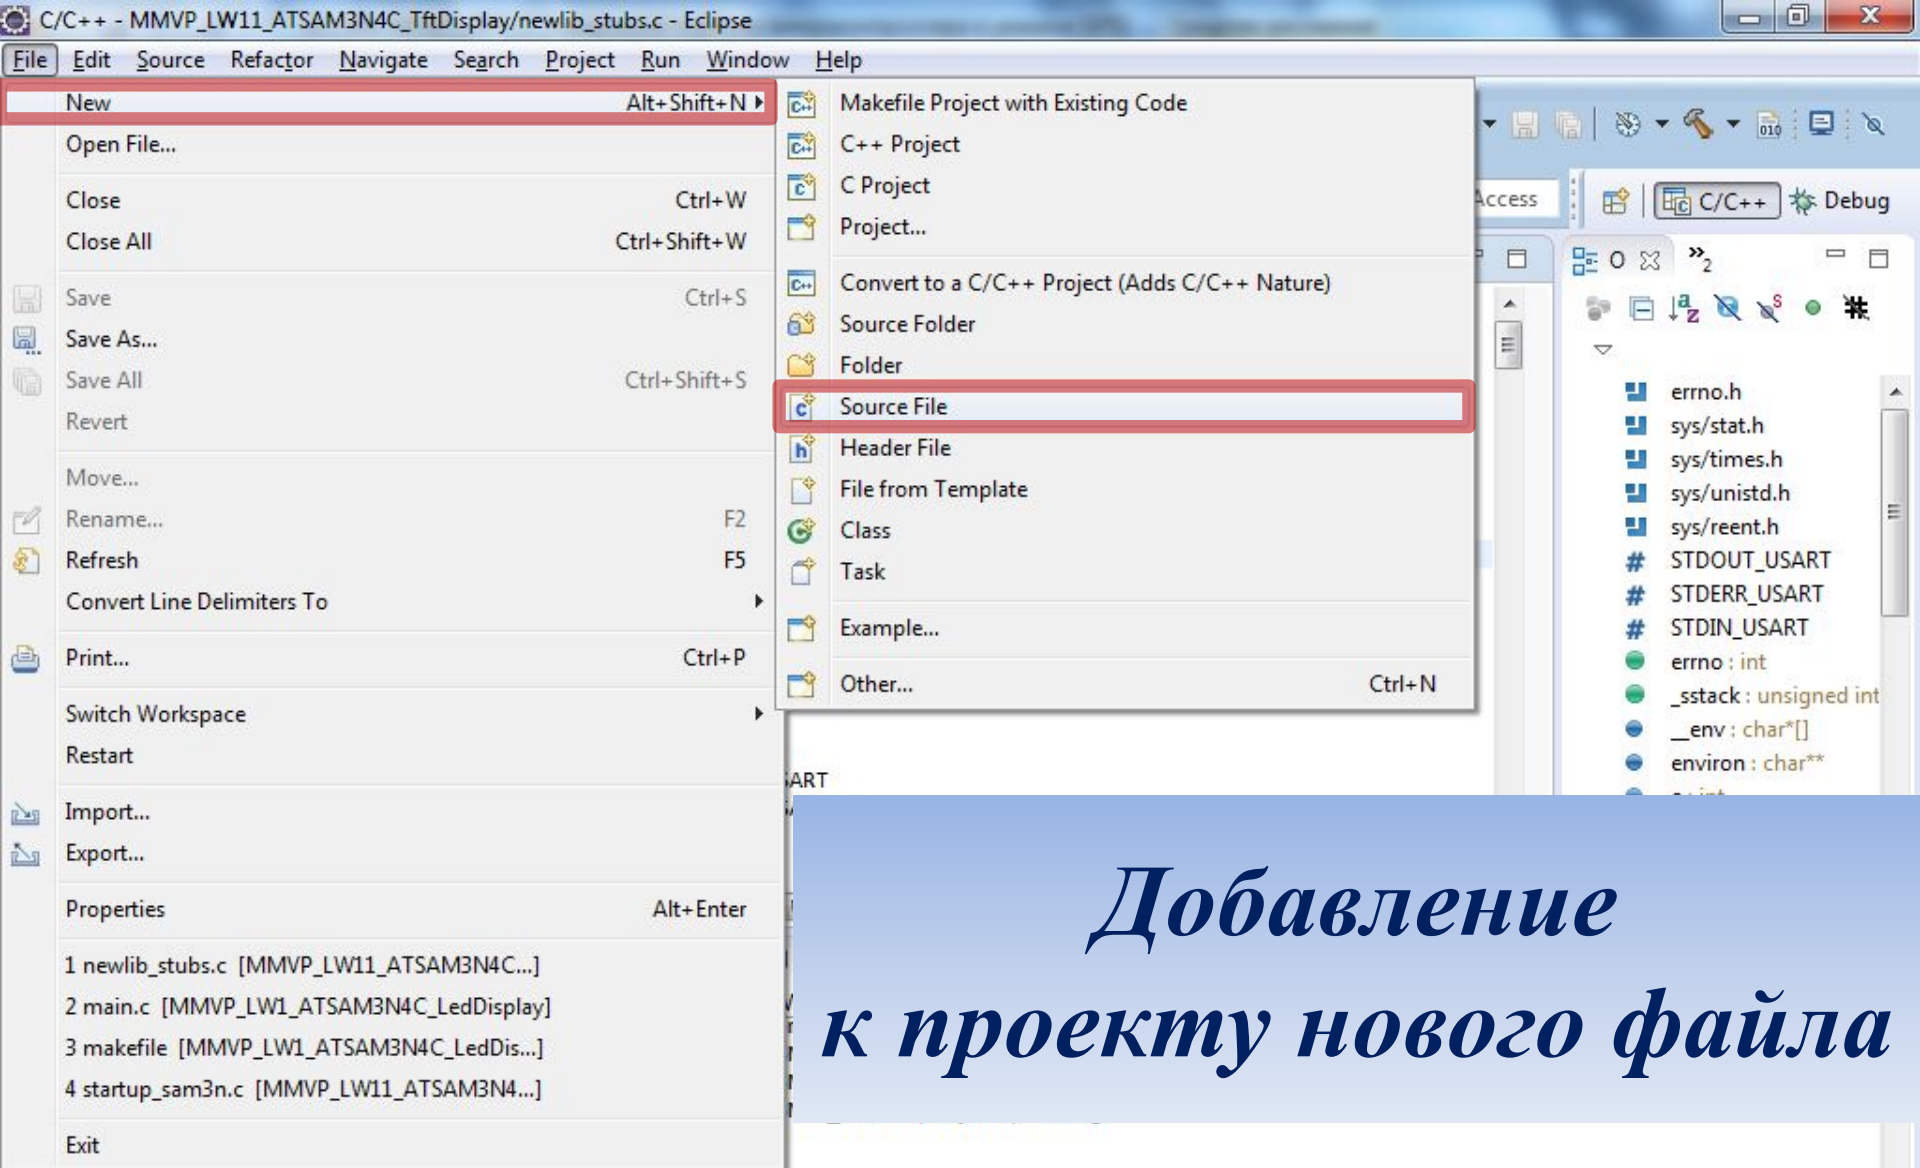 C/C++ - MMVP_LW11_ATSAM3N4C_TftDisplay/newlib_stubs.c - Eclipse
File Edit Source Refactor Navigate Search Project Run Window Help
New Alt+Shift+N
Open File...
Close Ctrl+W
Close All Ctrl+Shift+W
Save Ctrl+S
Save As...
Save All Ctrl+Shift+S
Revert
Move...
Rename... F2
Refresh F5
Convert Line Delimiters To
Print... Ctrl+P
Switch Workspace
Restart
Import...
Export...
Properties Alt+Enter
1 newlib_stubs.c [MMVP_LW11_ATSAM3N4C...]
2 main.c [MMVP_LW1_ATSAM3N4C_LedDisplay]
3 makefile [MMVP_LW1_ATSAM3N4C_LedDis...]
4 startup_sam3n.c [MMVP_LW11_ATSAM3N4...]
Exit
Makefile Project with Existing Code
C++ Project
C Project
Project...
Convert to a C/C++ Project (Adds C/C++ Nature)
Source Folder
Folder
Source File
Header File
File from Template
Class
Task
Example...
Other... Ctrl+N
Access
C/C++ Debug
O
errno.h
sys/stat.h
sys/times.h
sys/unistd.h
sys/reent.h
STDOUT_USART
STDERR_USART
STDIN_USART
errno : int
_sstack : unsigned int
__env : char*[]
environ : char**
ART
Добавление
к проекту нового файла